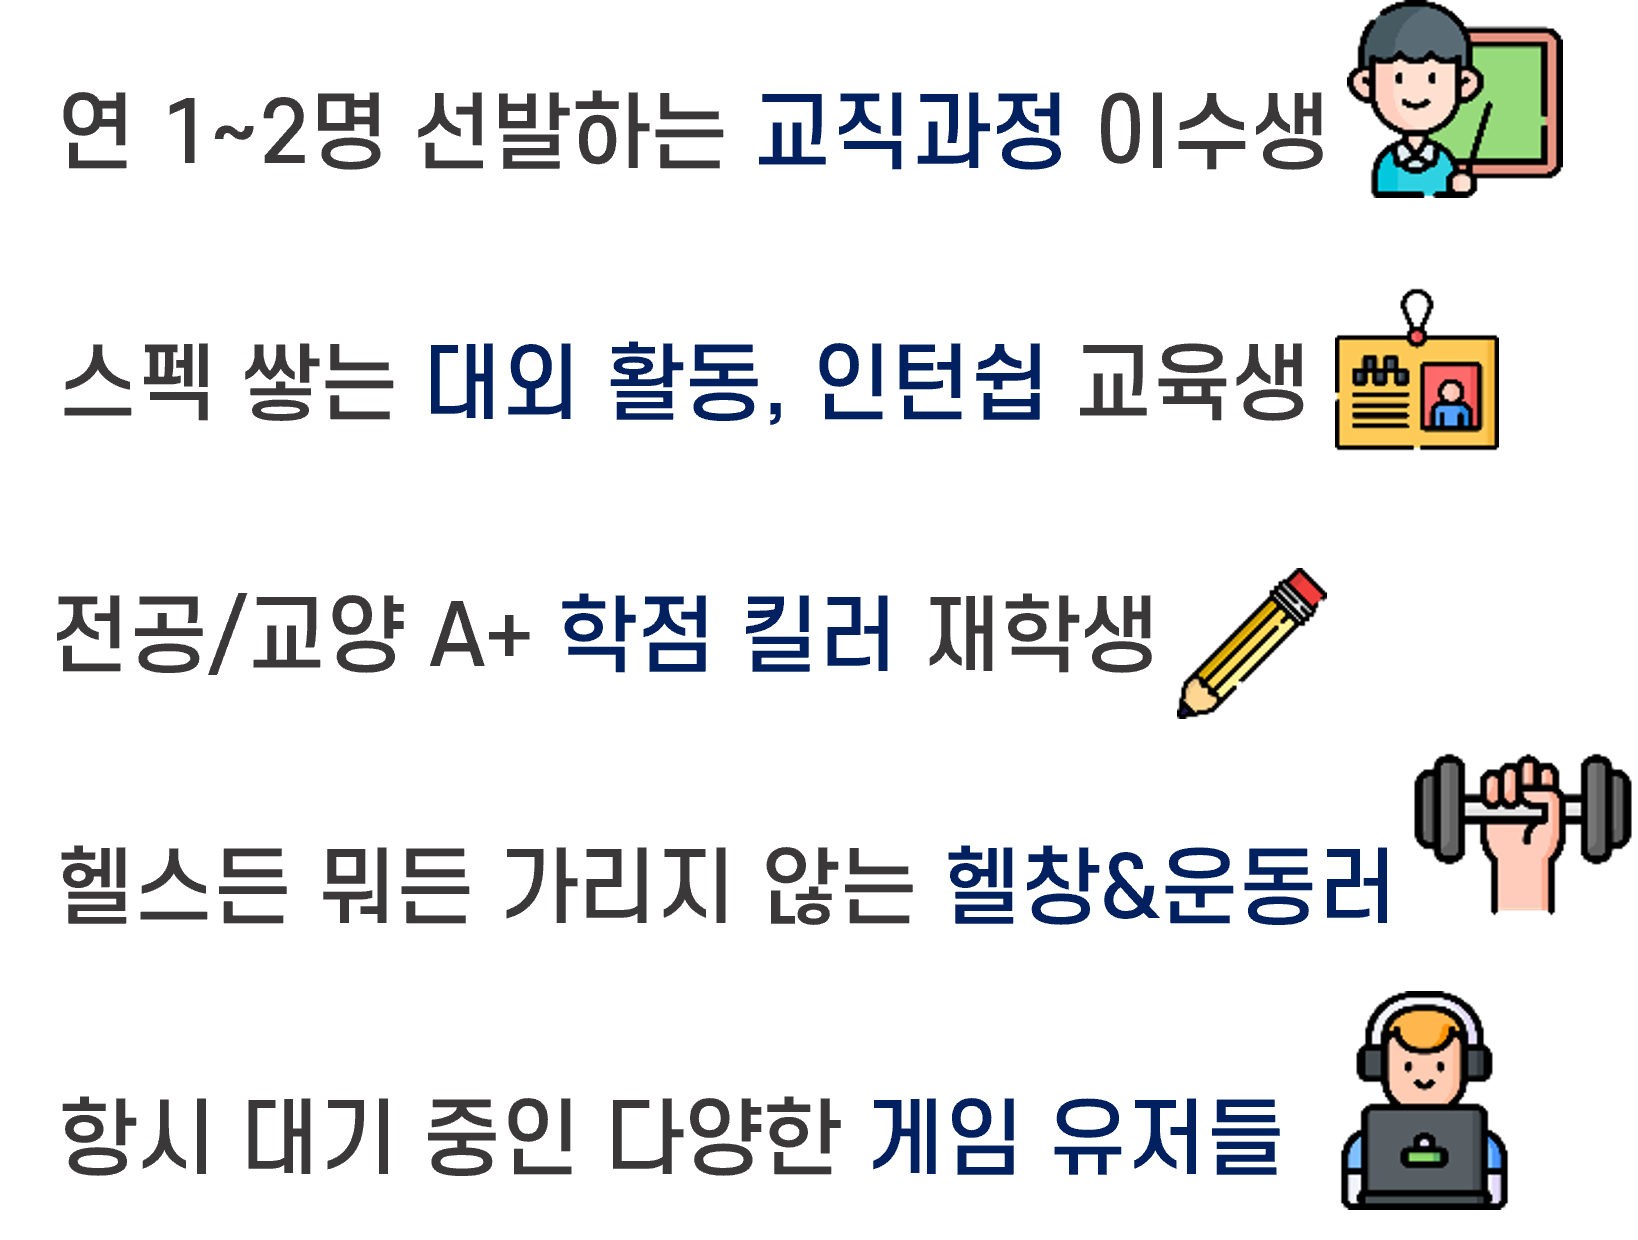 연 1~2명 선발하는 교직과정 이수생
스펙 쌓는 대외 활동, 인턴쉽 교육생
전공/교양 A+ 학점 킬러 재학생
헬스든 뭐든 가리지 않는 헬창&운동러
항시 대기 중인 다양한 게임 유저들